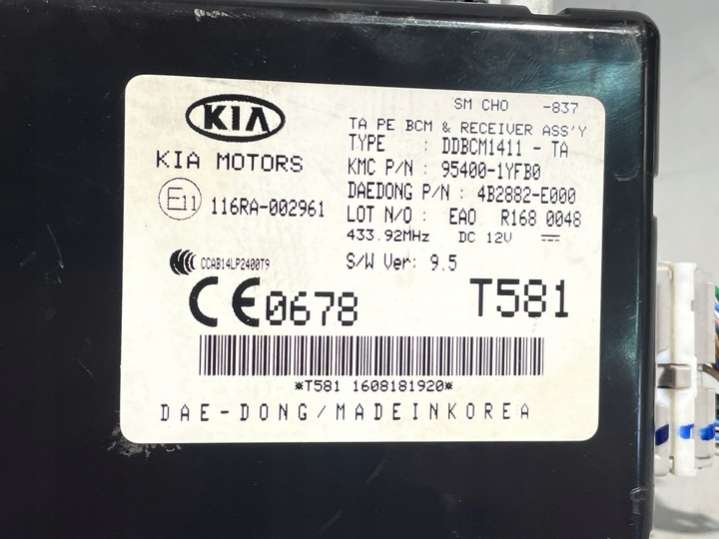 SM CHO -837
KIA
TA PE BCM & RECEIVER ASS'Y
TYPE : DDBCM1411 - TA
KIA MOTORS
KMC P/N : 95400-1YFB0
DAEDONG P/N : 4B2882-E000
E11 116RA-002961
LOT N/O : EAO R168 0048
433.92MHz DC 12V
CCAB14LP2400T9
S/W Ver: 9.5
CE0678 T581
*T581 1608181920*
DAE-DONG/MADEINKOREA